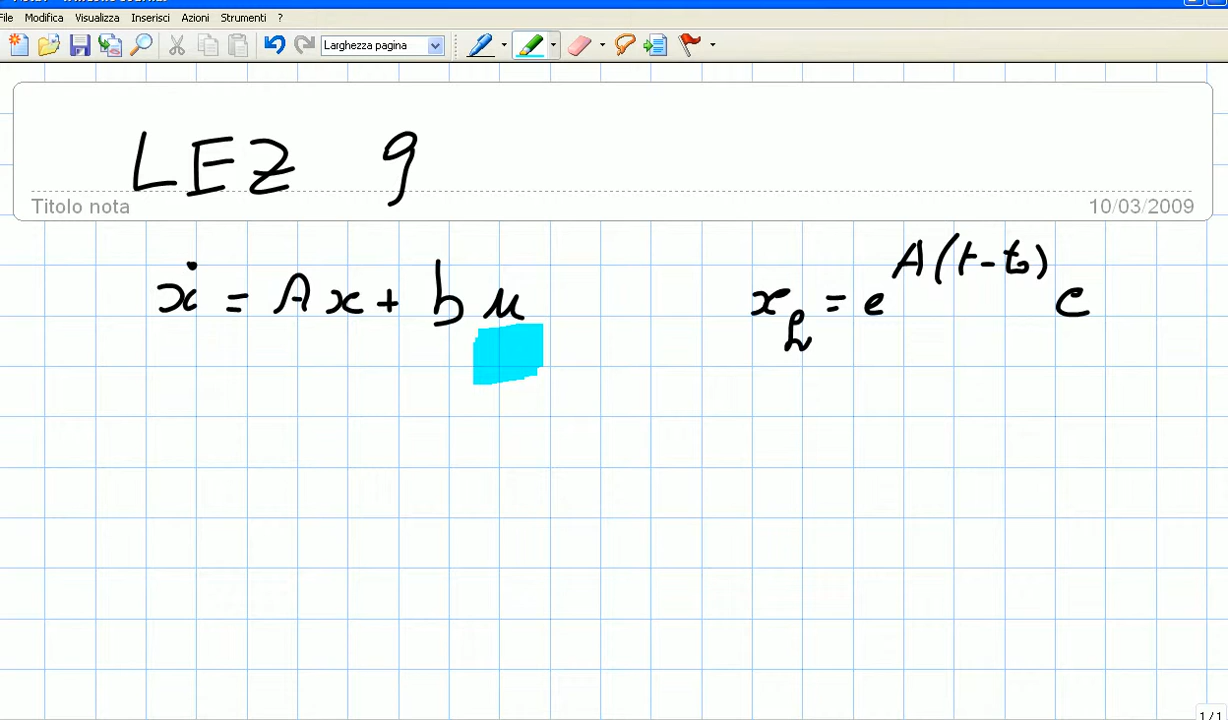 File Modifica Visualizza Inserisci Azioni Strumenti ?
Larghezza pagina
LEZ 9
Titolo nota 10/03/2009
ẋ = Ax + bu
x_h = e^{A(t-t₀)} c
1/1